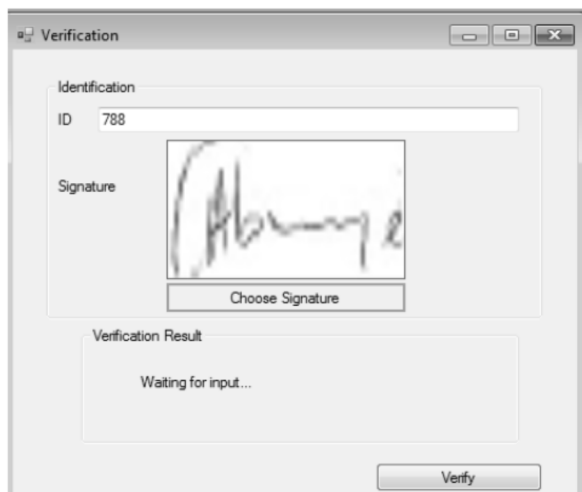 Verification
Identification
ID 788
Signature
Choose Signature
Verification Result
Waiting for input...
Verify